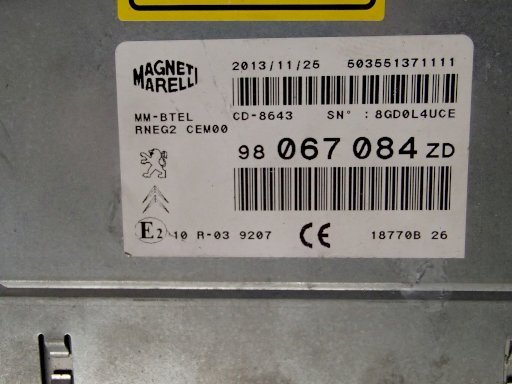 MAGNETI
MARELLI
2013/11/25 503551371111
MM-BTEL CD-8643 SN° : 8GD0L4UCE
RNEG2 CEM00
98 067 084 ZD
E2 10 R-03 9207 CE 18770B 26